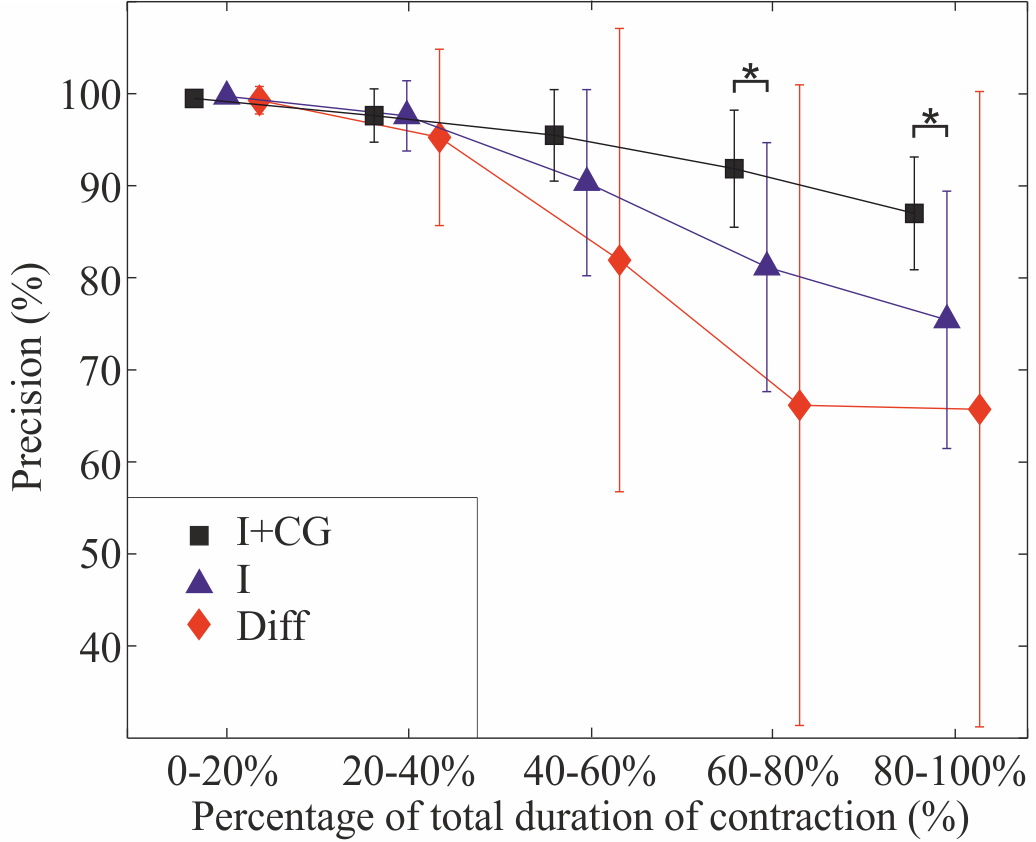 *
*
100
90
80
70
60
50
40
Precision (%)
I+CG
I
Diff
0-20% 20-40% 40-60% 60-80% 80-100%
Percentage of total duration of contraction (%)